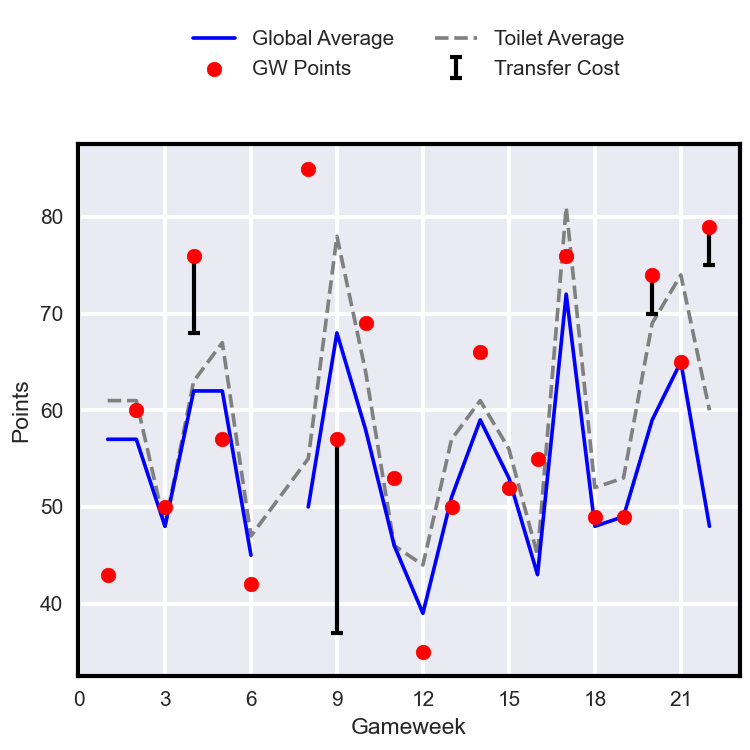 Global Average
Toilet Average
GW Points
Transfer Cost
80
70
60
50
40
Points
0 3 6 9 12 15 18 21
Gameweek